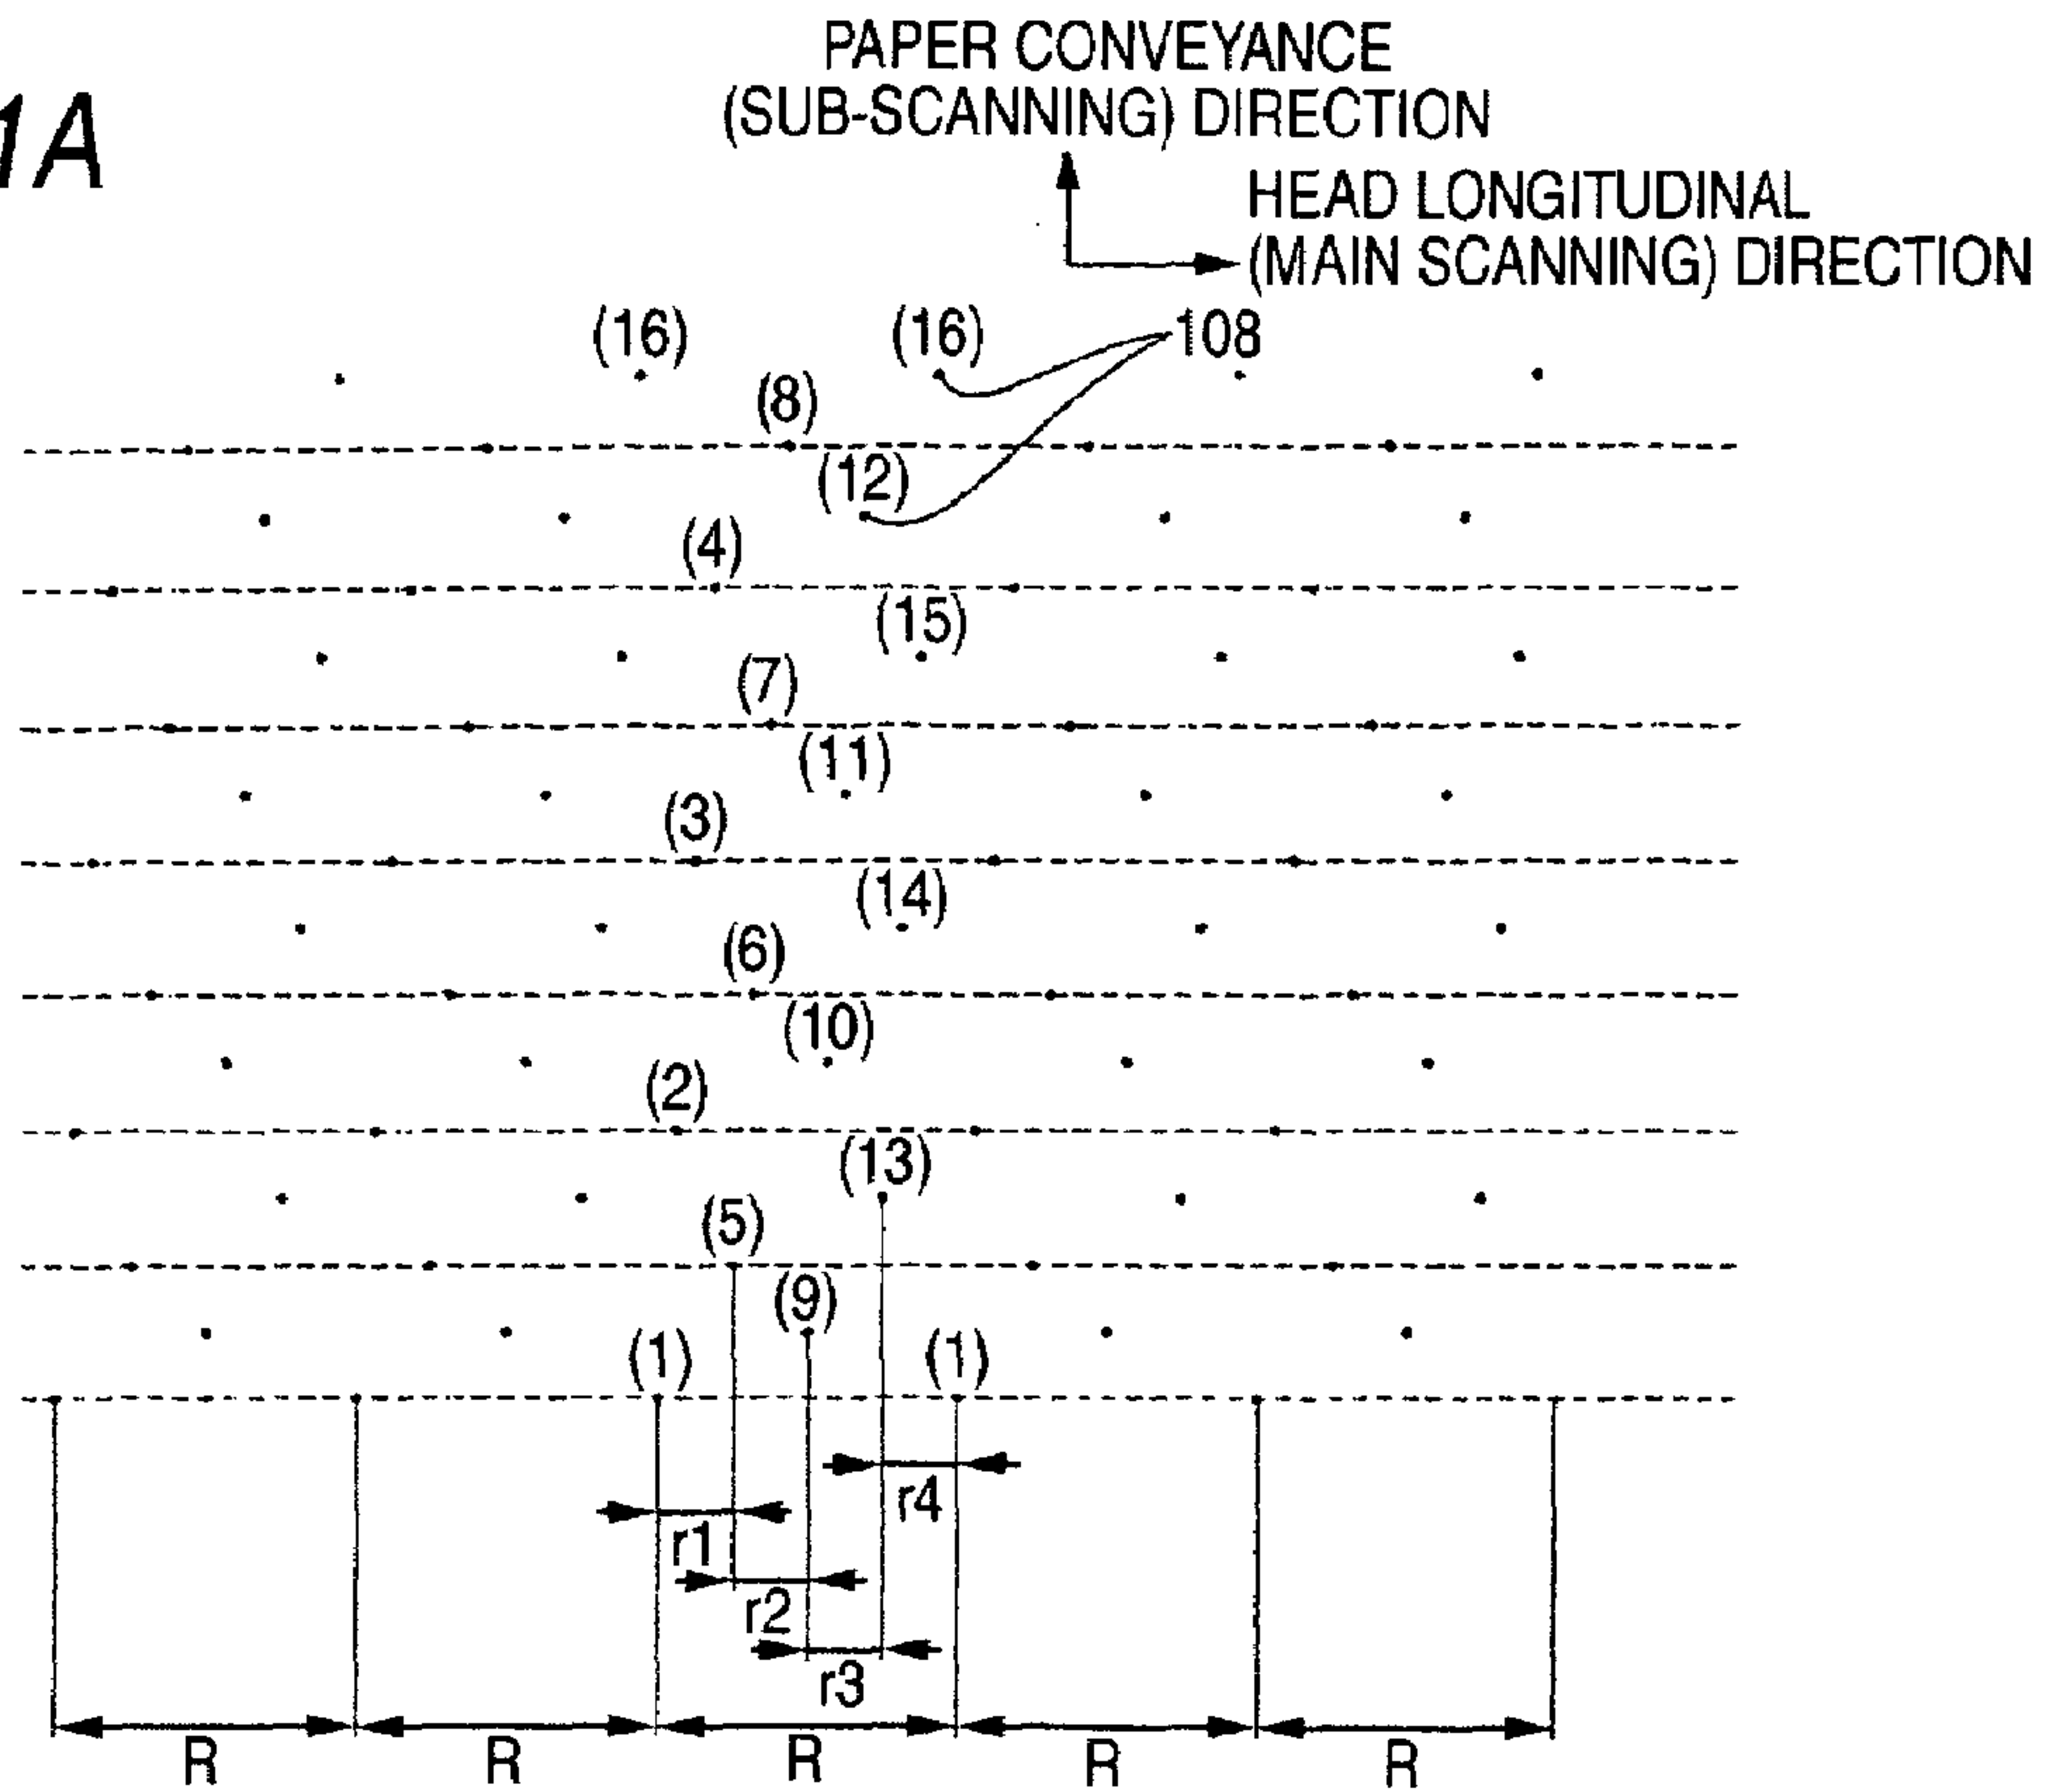 1A
PAPER CONVEYANCE
(SUB-SCANNING) DIRECTION
HEAD LONGITUDINAL
(MAIN SCANNING) DIRECTION
(16)
(16)
108
(8)
(12)
(4)
(15)
(7)
(11)
(3)
(14)
(6)
(10)
(2)
(13)
(5)
(9)
(1)
(1)
r4
r1
r2
r3
R
R
R
R
R